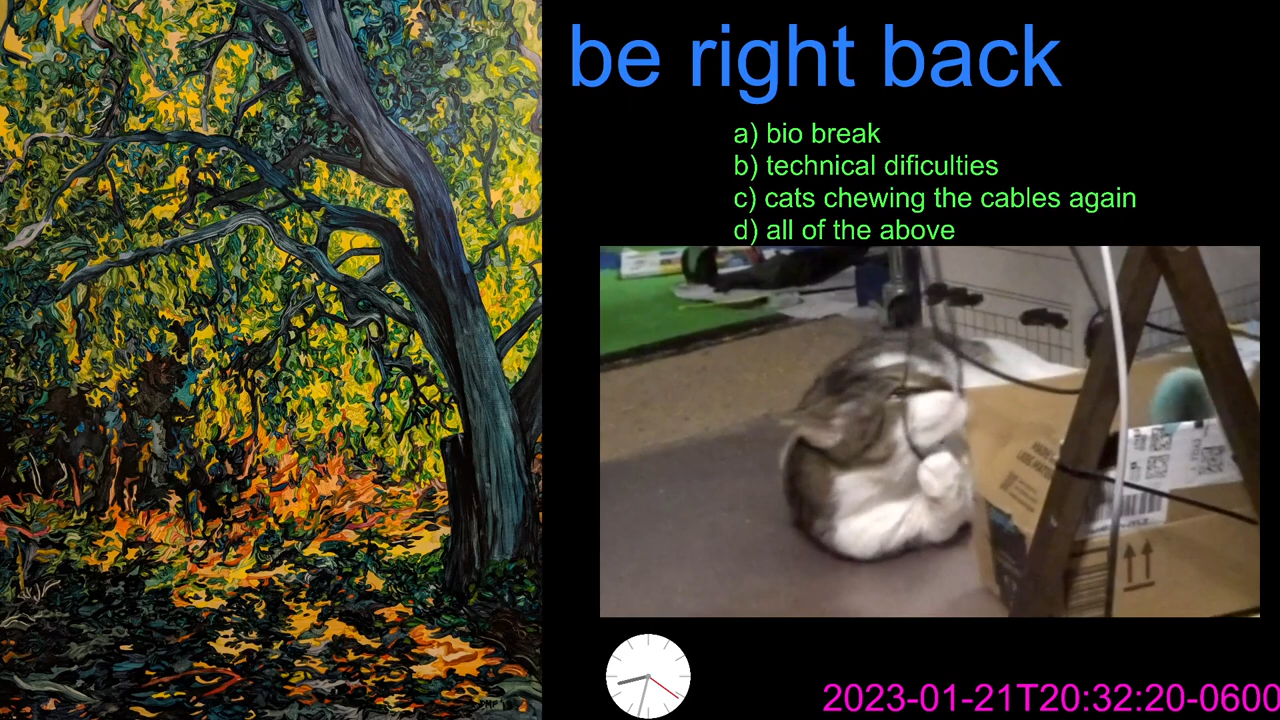 be right back
a) bio break
b) technical dificulties
c) cats chewing the cables again
d) all of the above
2023-01-21T20:32:20-0600